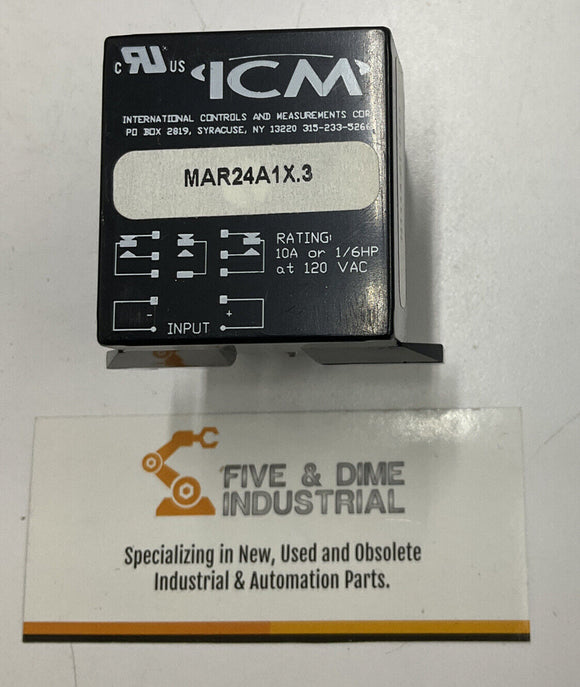 c RU US
ICM
INTERNATIONAL CONTROLS AND MEASUREMENTS COR
PO BOX 2819, SYRACUSE, NY 13220 315-233-5266
MAR24A1X.3
RATING:
10A or 1/6HP
at 120 VAC
- INPUT +
FIVE & DIME
INDUSTRIAL
Specializing in New, Used and Obsolete
Industrial & Automation Parts.